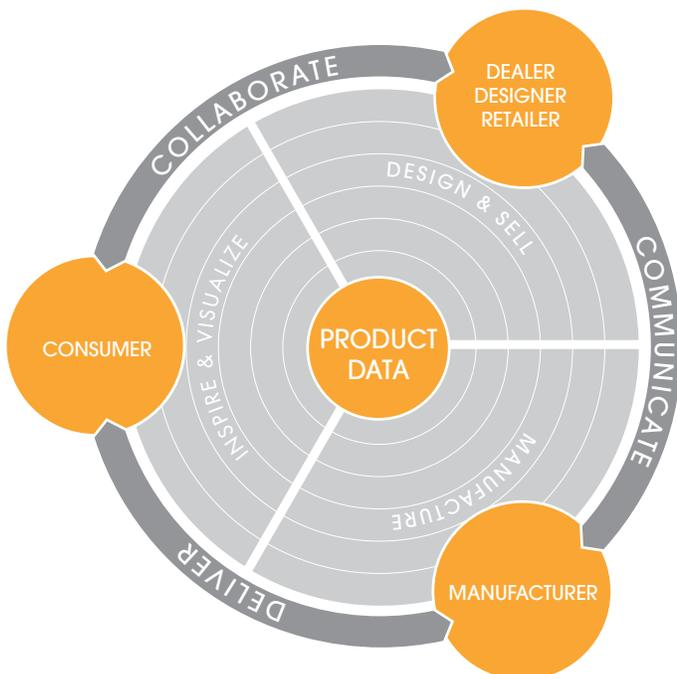 COLLABORATE
DEALER
DESIGNER
RETAILER
DESIGN & SELL
INSPIRE & VISUALIZE
COMMUNICATE
CONSUMER
PRODUCT
DATA
MANUFACTURE
DELIVER
MANUFACTURER